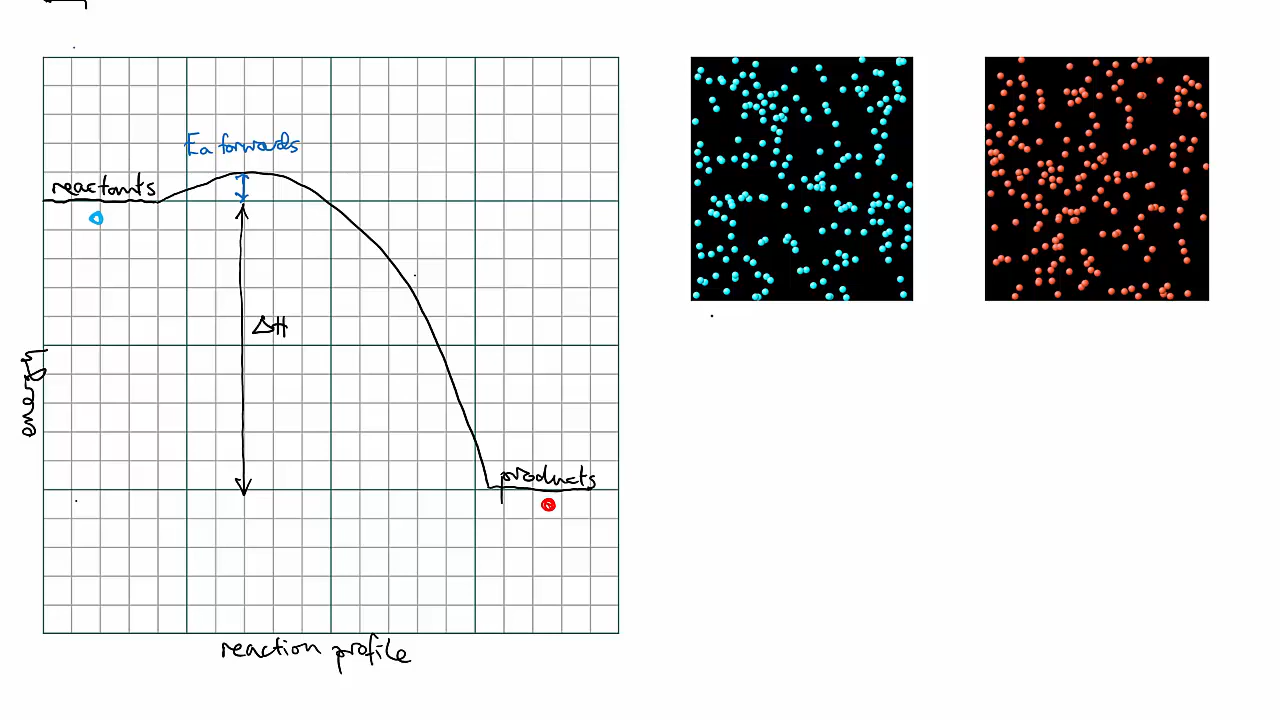 Ea forwards
reactants
ΔH
energy
products
reaction profile